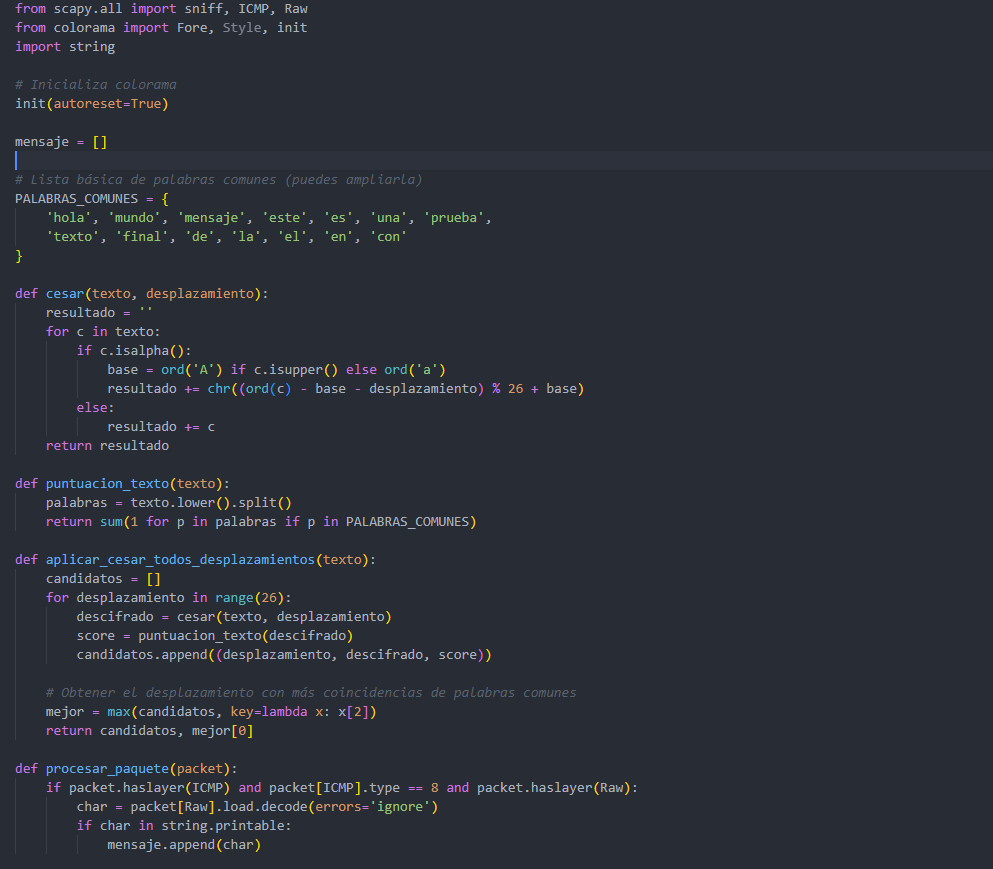 from scapy.all import sniff, ICMP, Raw
from colorama import Fore, Style, init
import string

# Inicializa colorama
init(autoreset=True)

mensaje = []

# Lista básica de palabras comunes (puedes ampliarla)
PALABRAS_COMUNES = {
    'hola', 'mundo', 'mensaje', 'este', 'es', 'una', 'prueba',
    'texto', 'final', 'de', 'la', 'el', 'en', 'con'
}

def cesar(texto, desplazamiento):
    resultado = ''
    for c in texto:
        if c.isalpha():
            base = ord('A') if c.isupper() else ord('a')
            resultado += chr((ord(c) - base - desplazamiento) % 26 + base)
        else:
            resultado += c
    return resultado

def puntuacion_texto(texto):
    palabras = texto.lower().split()
    return sum(1 for p in palabras if p in PALABRAS_COMUNES)

def aplicar_cesar_todos_desplazamientos(texto):
    candidatos = []
    for desplazamiento in range(26):
        descifrado = cesar(texto, desplazamiento)
        score = puntuacion_texto(descifrado)
        candidatos.append((desplazamiento, descifrado, score))

    # Obtener el desplazamiento con más coincidencias de palabras comunes
    mejor = max(candidatos, key=lambda x: x[2])
    return candidatos, mejor[0]

def procesar_paquete(packet):
    if packet.haslayer(ICMP) and packet[ICMP].type == 8 and packet.haslayer(Raw):
        char = packet[Raw].load.decode(errors='ignore')
        if char in string.printable:
            mensaje.append(char)